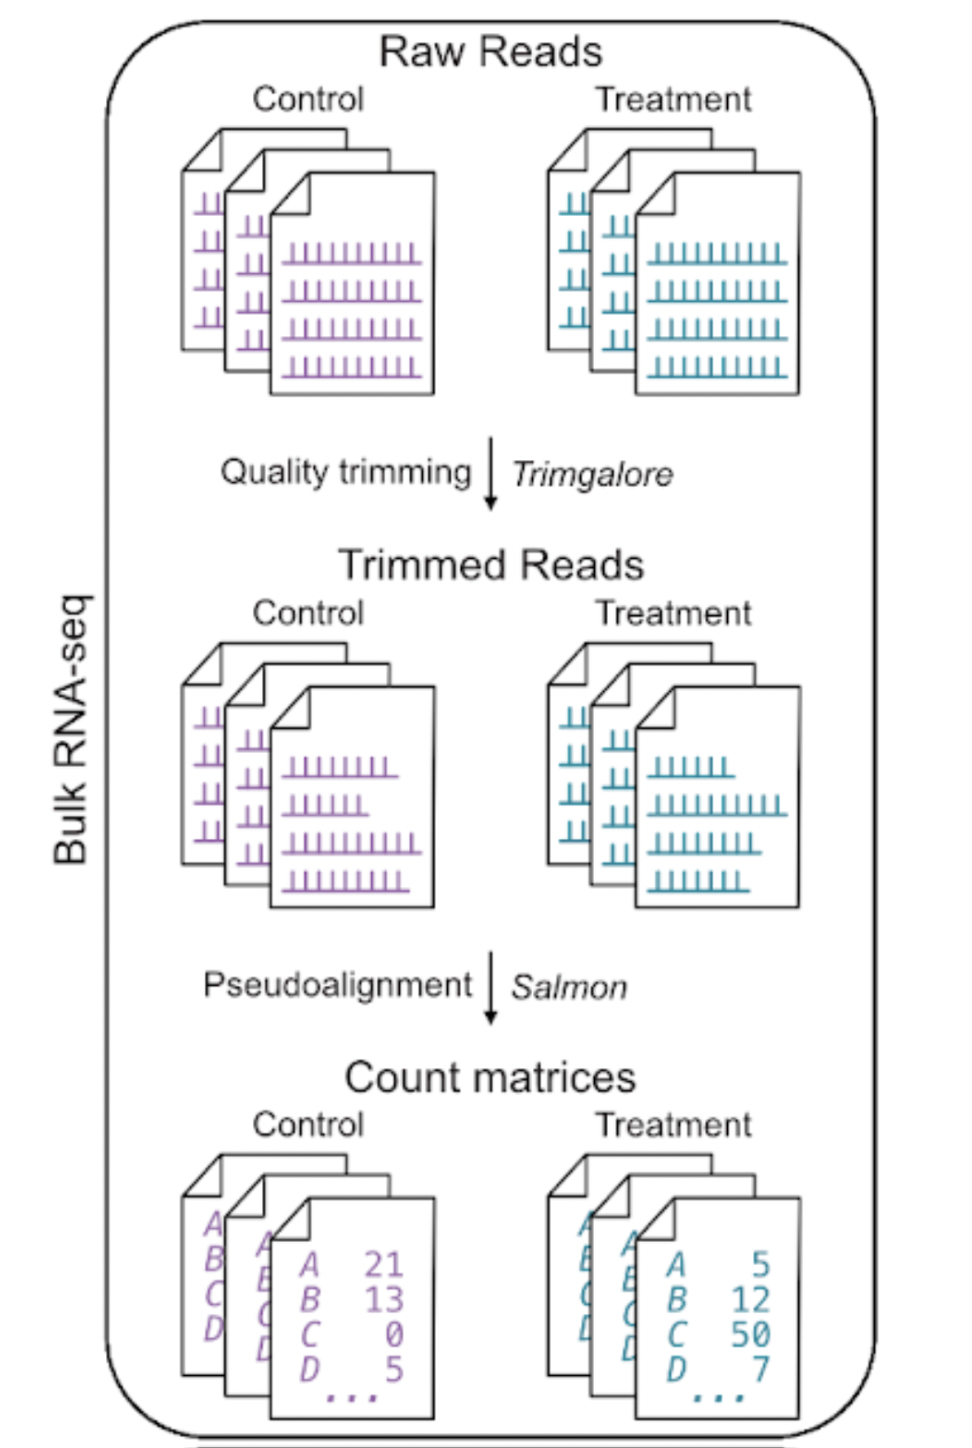 Raw Reads
Control Treatment
Quality trimming Trimgalore
Trimmed Reads
Control Treatment
Bulk RNA-seq
Pseudoalignment Salmon
Count matrices
Control Treatment
A
B
C
D
A
B
C
D
A 21
B 13
C 0
D 5
...
A
B
C
D
A
B
C
D
A 5
B 12
C 50
D 7
...